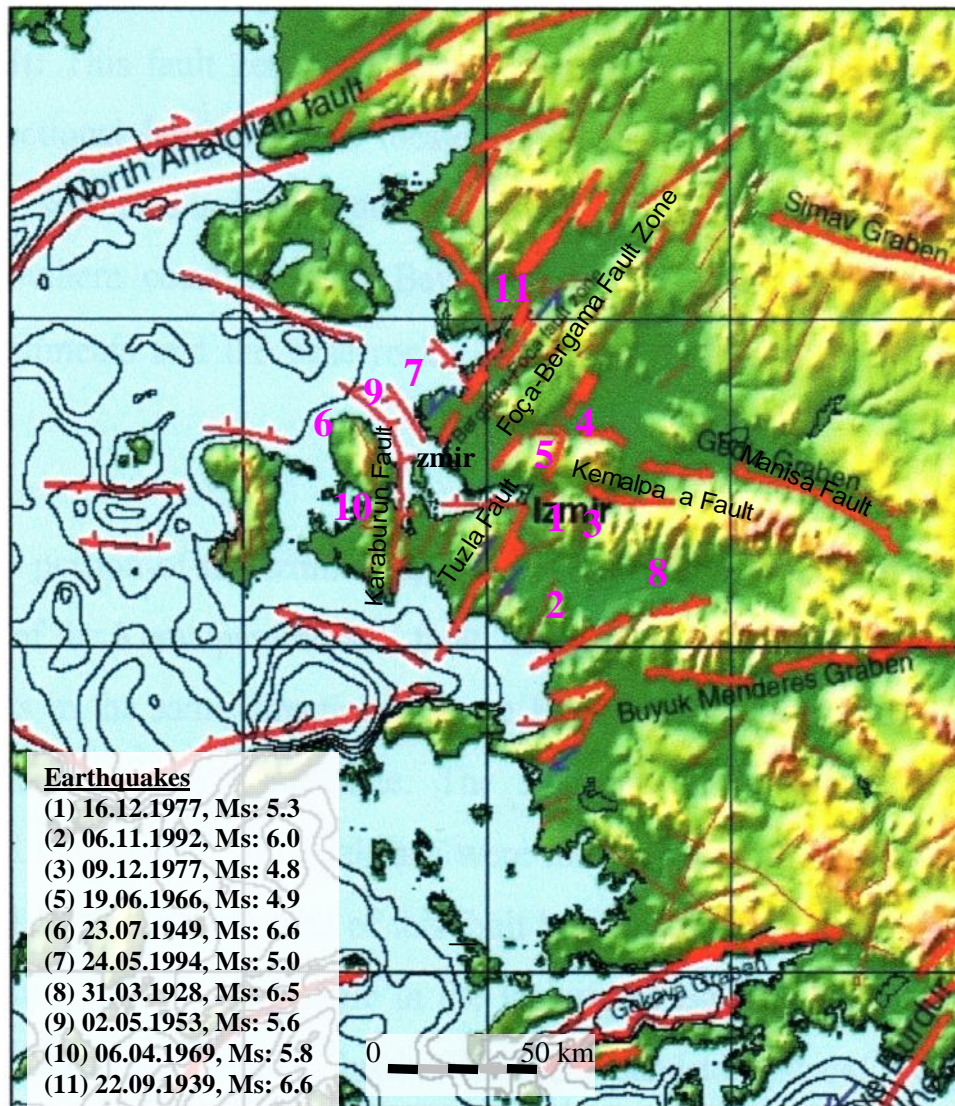 North Anatolian fault
Simav Graben
11
Foça-Bergama Fault Zone
7
9
6
4
zmir
5
Manisa Fault
Graben
Kemalpa a Fault
10
Karaburun Fault
Izmir
1
3
Tuzla Fault
8
2
Buyuk Menderes Graben
Earthquakes
(1) 16.12.1977, Ms: 5.3
(2) 06.11.1992, Ms: 6.0
(3) 09.12.1977, Ms: 4.8
(5) 19.06.1966, Ms: 4.9
(6) 23.07.1949, Ms: 6.6
(7) 24.05.1994, Ms: 5.0
(8) 31.03.1928, Ms: 6.5
(9) 02.05.1953, Ms: 5.6
(10) 06.04.1969, Ms: 5.8
(11) 22.09.1939, Ms: 6.6
Gokova Graben
Burdur
0 50 km